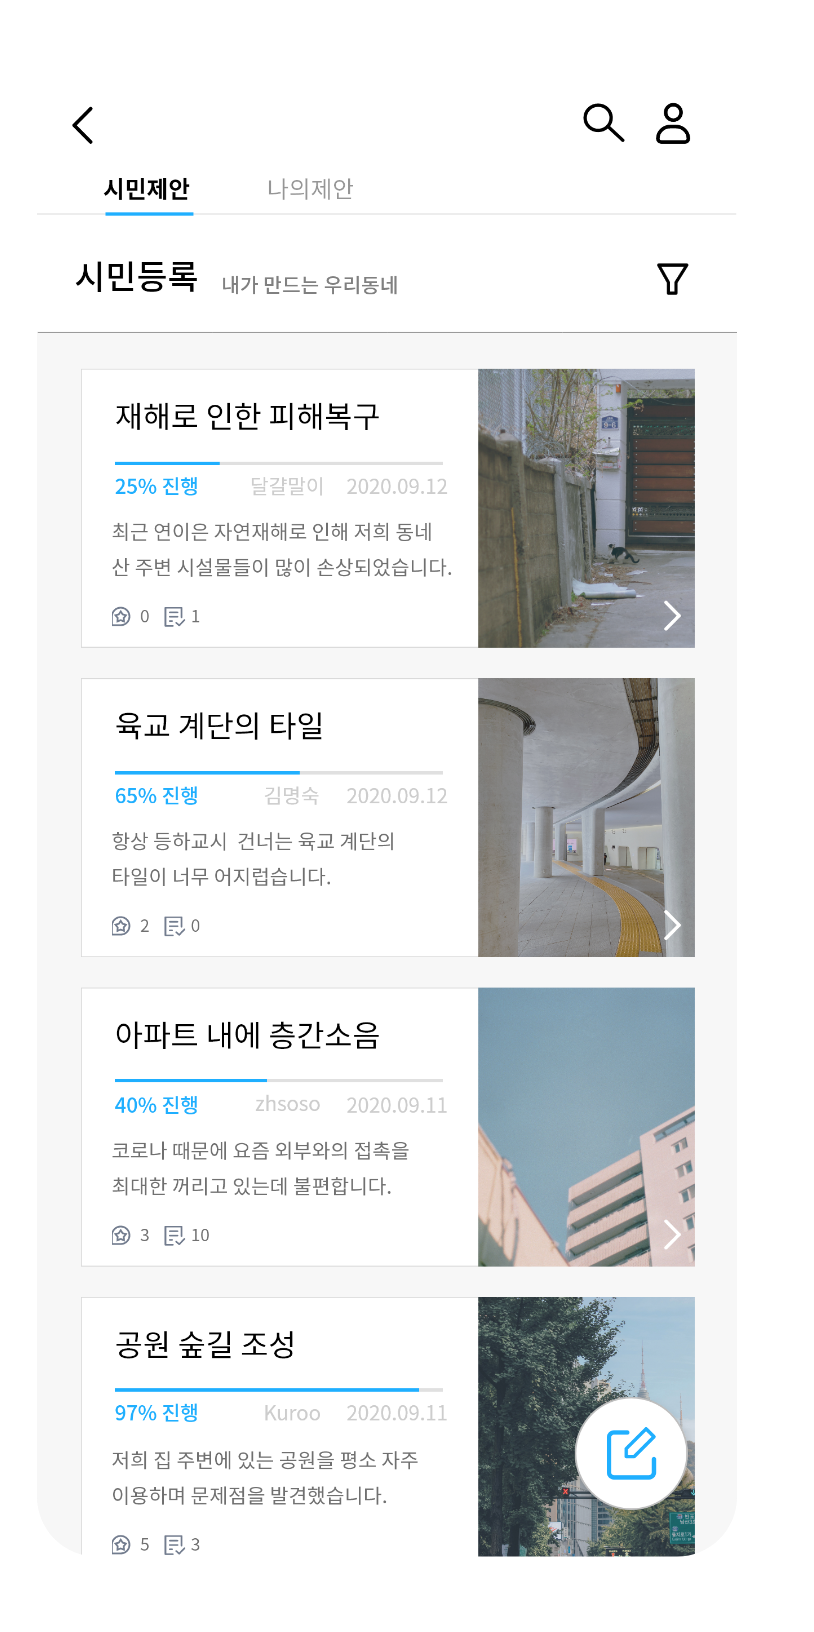 시민제안
나의제안
시민등록
내가 만드는 우리동네
재해로 인한 피해복구
25% 진행
달걀말이
2020.09.12
최근 연이은 자연재해로 인해 저희 동네
산 주변 시설물들이 많이 손상되었습니다.
0
1
육교 계단의 타일
65% 진행
김명숙
2020.09.12
항상 등하교시 건너는 육교 계단의
타일이 너무 어지럽습니다.
2
0
아파트 내에 층간소음
40% 진행
zhsoso
2020.09.11
코로나 때문에 요즘 외부와의 접촉을
최대한 꺼리고 있는데 불편합니다.
3
10
공원 숲길 조성
97% 진행
Kuroo
2020.09.11
저희 집 주변에 있는 공원을 평소 자주
이용하며 문제점을 발견했습니다.
5
3